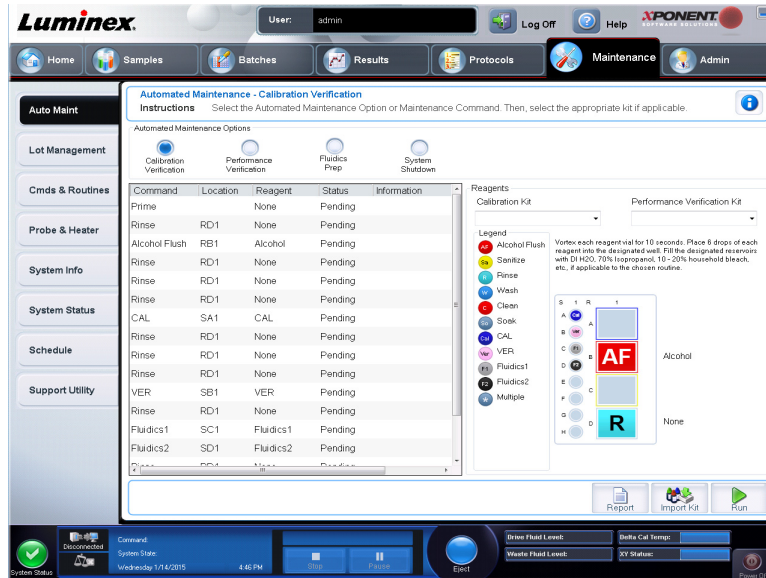 Luminex.
User: admin
Log Off
Help
XPONENT
SOFTWARE SOLUTIONS
Home
Samples
Batches
Results
Protocols
Maintenance
Admin
Auto Maint
Lot Management
Cmds & Routines
Probe & Heater
System Info
System Status
Schedule
Support Utility
Automated Maintenance - Calibration Verification
Instructions Select the Automated Maintenance Option or Maintenance Command. Then, select the appropriate kit if applicable.
Automated Maintenance Options
Calibration Verification
Performance Verification
Fluidics Prep
System Shutdown
Command Location Reagent Status Information
Prime None Pending
Rinse RD1 None Pending
Alcohol Flush RB1 Alcohol Pending
Rinse RD1 None Pending
Rinse RD1 None Pending
Rinse RD1 None Pending
CAL SA1 CAL Pending
Rinse RD1 None Pending
Rinse RD1 None Pending
Rinse RD1 None Pending
VER SB1 VER Pending
Rinse RD1 None Pending
Fluidics1 SC1 Fluidics1 Pending
Fluidics2 SD1 Fluidics2 Pending
Rinse RD1 None Pending
Reagents
Calibration Kit
Performance Verification Kit
Legend
AF Alcohol Flush
Sa Sanitize
R Rinse
W Wash
C Clean
So Soak
Cal CAL
Ver VER
F1 Fluidics1
F2 Fluidics2
Multiple
Vortex each reagent vial for 10 seconds. Place 6 drops of each
reagent into the designated well. Fill the designated reservoirs
with DI H2O, 70% Isopropanol, 10 - 20% household bleach,
etc., if applicable to the chosen routine.
S 1 R 1
A Cal
A
B Ver
C F1
B AF Alcohol
D F2
E
C
F
G
D R None
H
Report
Import Kit
Run
System Status
Disconnected
Command:
System State:
Wednesday 1/14/2015 4:46 PM
Stop
Pause
Eject
Drive Fluid Level:
Waste Fluid Level:
Delta Cal Temp:
XY Status: